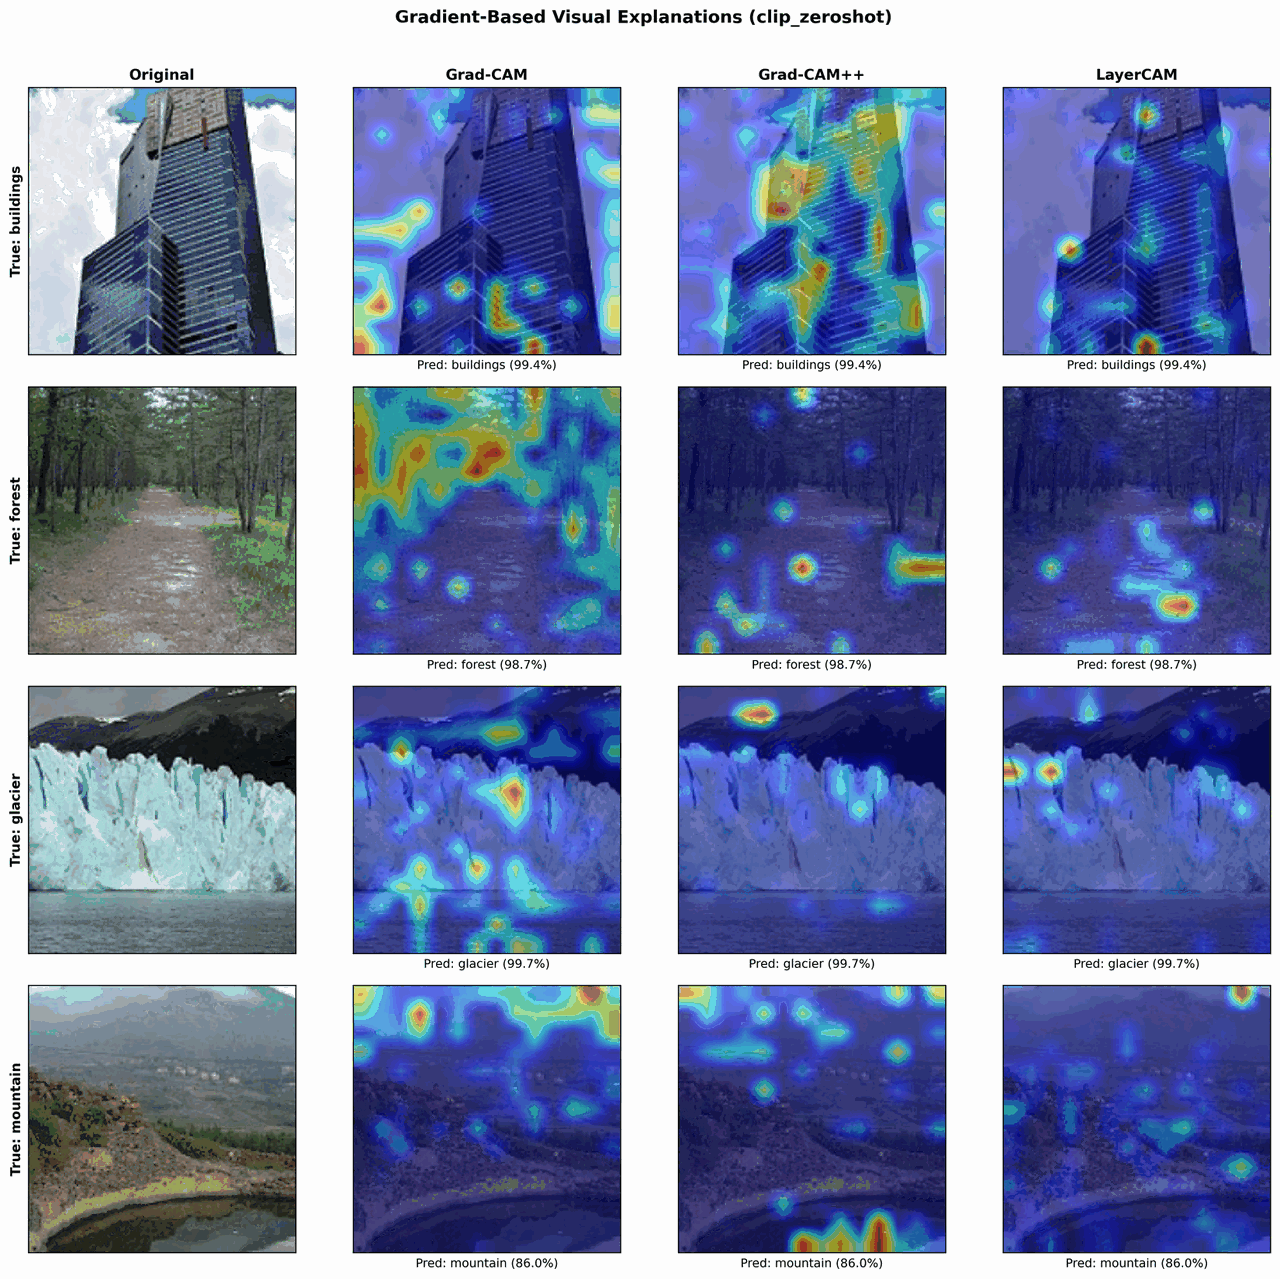 Gradient-Based Visual Explanations (clip_zeroshot)
Original Grad-CAM Grad-CAM++ LayerCAM
True: buildings
Pred: buildings (99.4%) Pred: buildings (99.4%) Pred: buildings (99.4%)
True: forest
Pred: forest (98.7%) Pred: forest (98.7%) Pred: forest (98.7%)
True: glacier
Pred: glacier (99.7%) Pred: glacier (99.7%) Pred: glacier (99.7%)
True: mountain
Pred: mountain (86.0%) Pred: mountain (86.0%) Pred: mountain (86.0%)